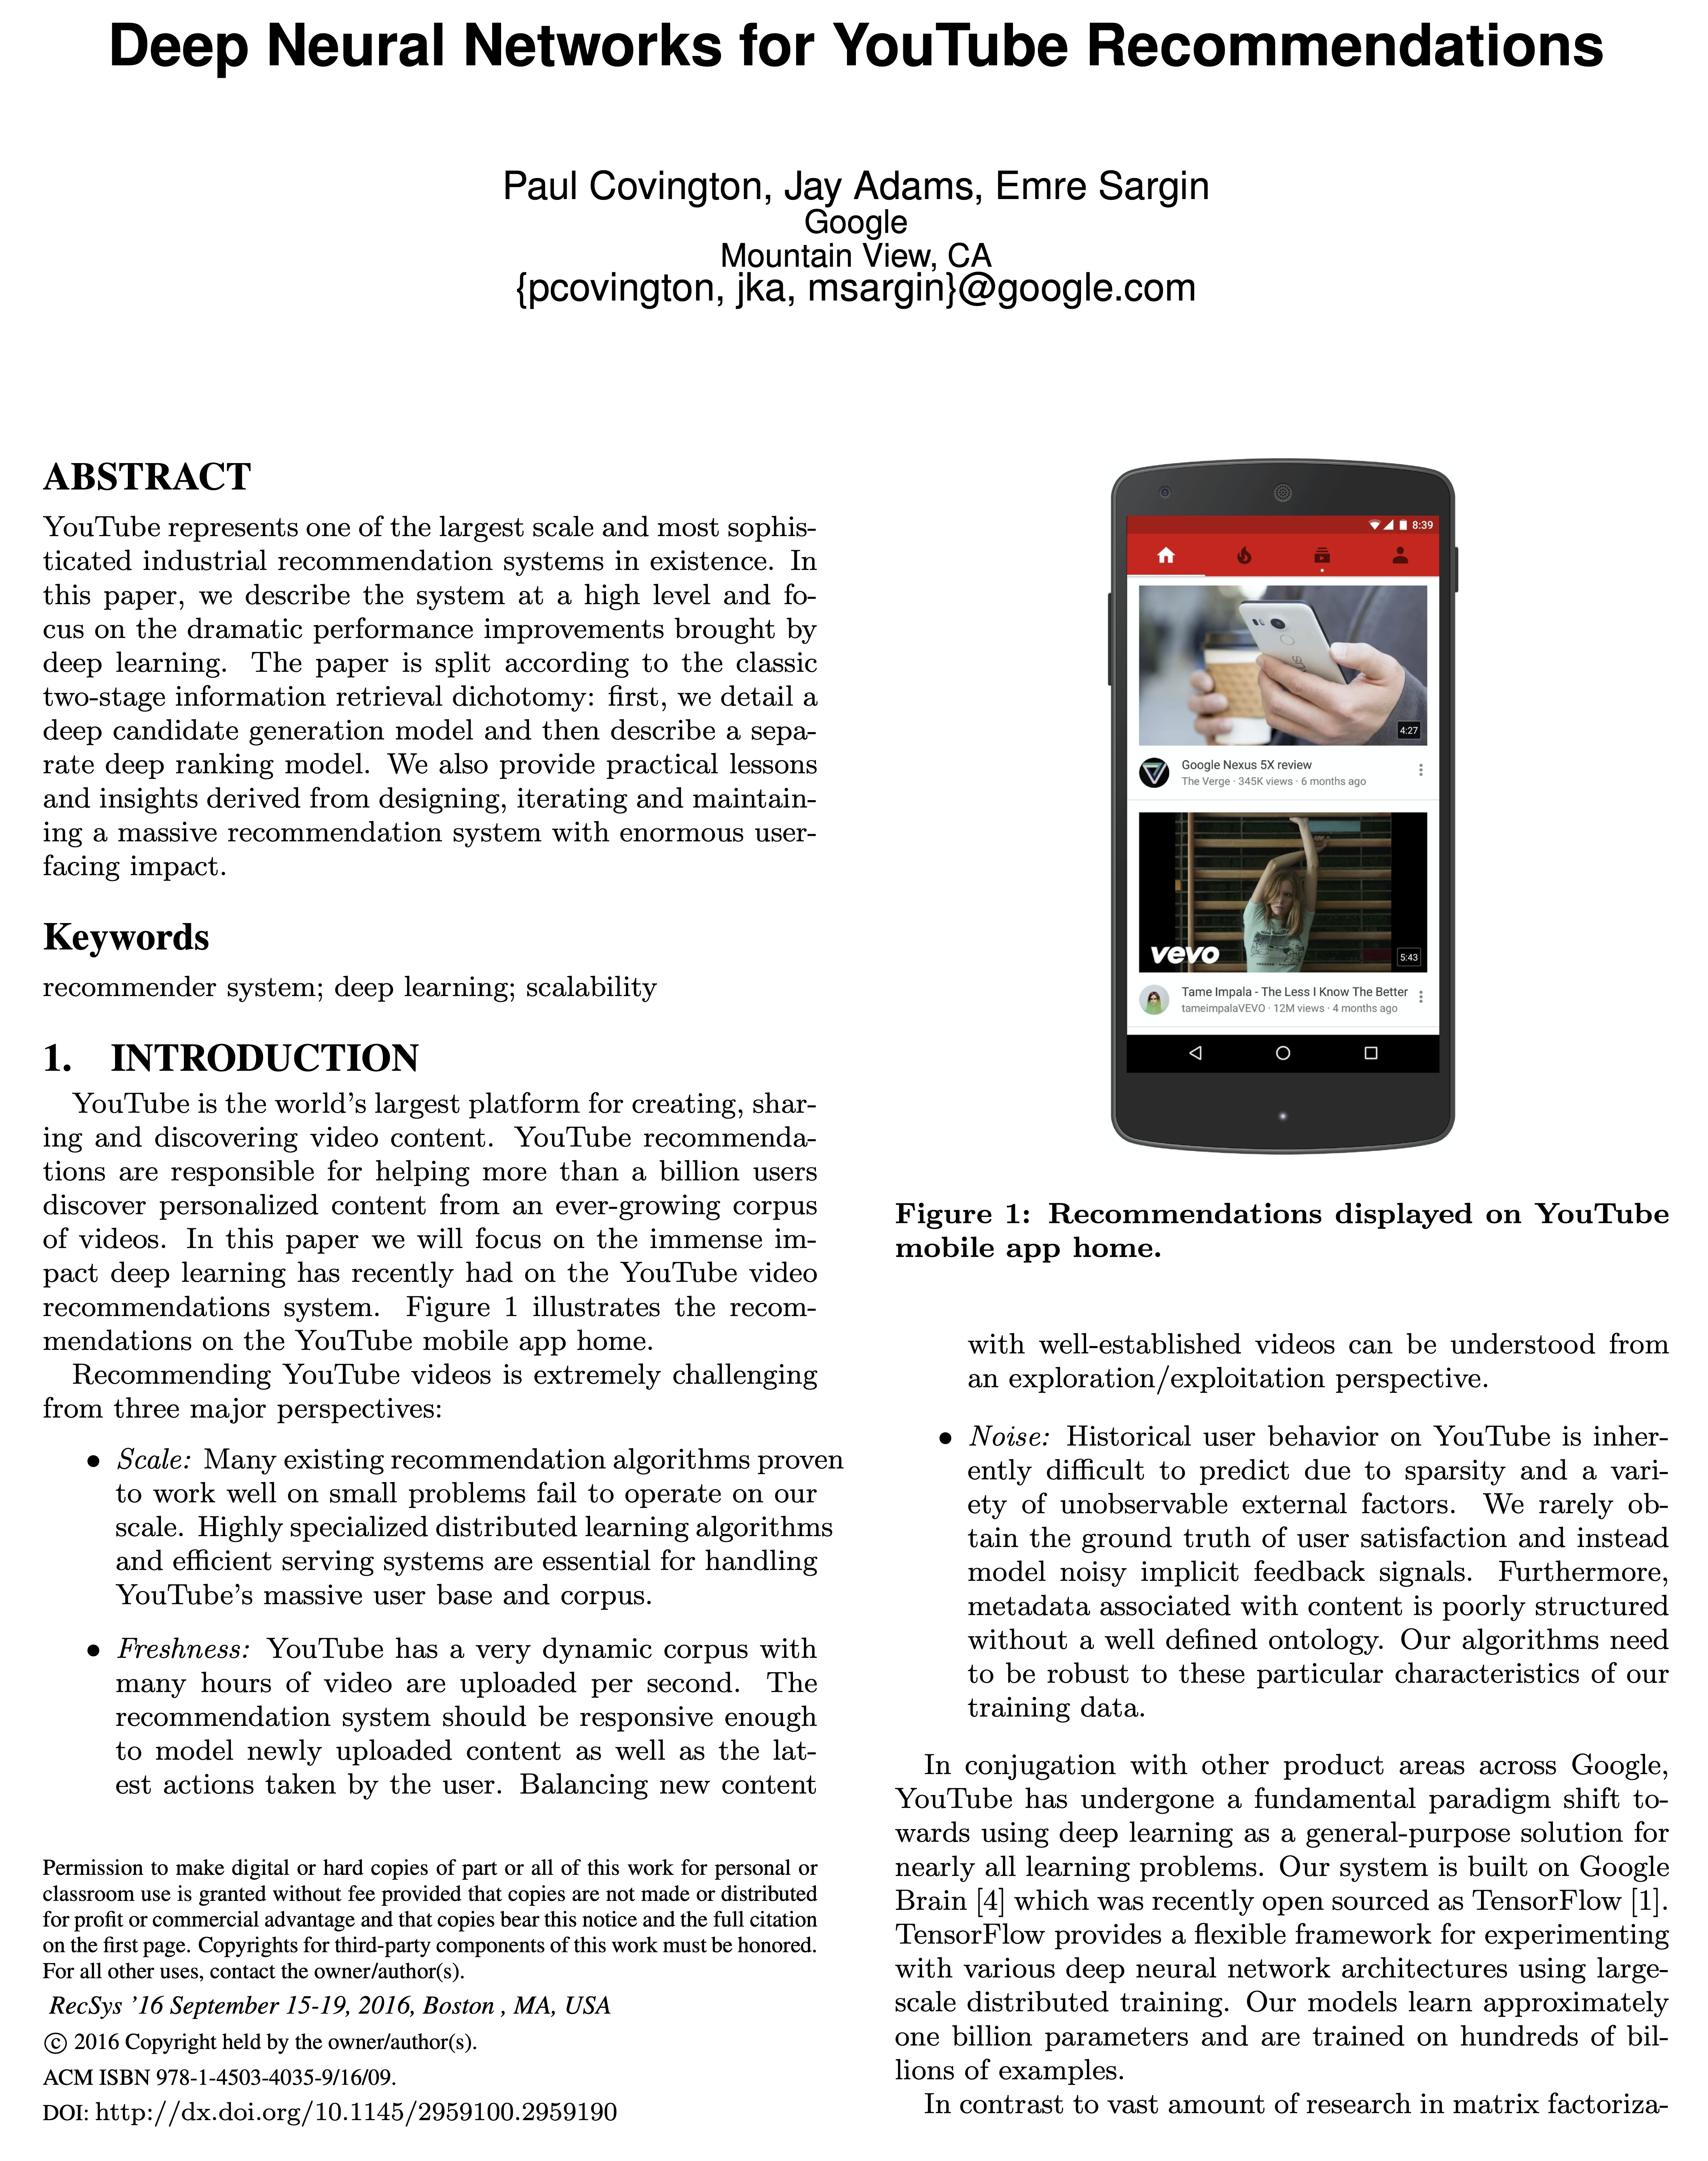 Deep Neural Networks for YouTube Recommendations
Paul Covington, Jay Adams, Emre Sargin
Google
Mountain View, CA
{pcovington, jka, msargin}@google.com
ABSTRACT
YouTube represents one of the largest scale and most sophis-
ticated industrial recommendation systems in existence. In
this paper, we describe the system at a high level and fo-
cus on the dramatic performance improvements brought by
deep learning. The paper is split according to the classic
two-stage information retrieval dichotomy: first, we detail a
deep candidate generation model and then describe a sepa-
rate deep ranking model. We also provide practical lessons
and insights derived from designing, iterating and maintain-
ing a massive recommendation system with enormous user-
facing impact.
Keywords
recommender system; deep learning; scalability
1. INTRODUCTION
YouTube is the world's largest platform for creating, shar-
ing and discovering video content. YouTube recommenda-
tions are responsible for helping more than a billion users
discover personalized content from an ever-growing corpus
of videos. In this paper we will focus on the immense im-
pact deep learning has recently had on the YouTube video
recommendations system. Figure 1 illustrates the recom-
mendations on the YouTube mobile app home.
Recommending YouTube videos is extremely challenging
from three major perspectives:
• Scale: Many existing recommendation algorithms proven
to work well on small problems fail to operate on our
scale. Highly specialized distributed learning algorithms
and efficient serving systems are essential for handling
YouTube's massive user base and corpus.
• Freshness: YouTube has a very dynamic corpus with
many hours of video are uploaded per second. The
recommendation system should be responsive enough
to model newly uploaded content as well as the lat-
est actions taken by the user. Balancing new content
Permission to make digital or hard copies of part or all of this work for personal or
classroom use is granted without fee provided that copies are not made or distributed
for profit or commercial advantage and that copies bear this notice and the full citation
on the first page. Copyrights for third-party components of this work must be honored.
For all other uses, contact the owner/author(s).
RecSys '16 September 15-19, 2016, Boston , MA, USA
© 2016 Copyright held by the owner/author(s).
ACM ISBN 978-1-4503-4035-9/16/09.
DOI: http://dx.doi.org/10.1145/2959100.2959190
8:39
4:27
Google Nexus 5X review
The Verge · 345K views · 6 months ago
vevo
5:43
Tame Impala - The Less I Know The Better
tameimpalaVEVO · 12M views · 4 months ago
Figure 1: Recommendations displayed on YouTube
mobile app home.
with well-established videos can be understood from
an exploration/exploitation perspective.
• Noise: Historical user behavior on YouTube is inher-
ently difficult to predict due to sparsity and a vari-
ety of unobservable external factors. We rarely ob-
tain the ground truth of user satisfaction and instead
model noisy implicit feedback signals. Furthermore,
metadata associated with content is poorly structured
without a well defined ontology. Our algorithms need
to be robust to these particular characteristics of our
training data.
In conjugation with other product areas across Google,
YouTube has undergone a fundamental paradigm shift to-
wards using deep learning as a general-purpose solution for
nearly all learning problems. Our system is built on Google
Brain [4] which was recently open sourced as TensorFlow [1].
TensorFlow provides a flexible framework for experimenting
with various deep neural network architectures using large-
scale distributed training. Our models learn approximately
one billion parameters and are trained on hundreds of bil-
lions of examples.
In contrast to vast amount of research in matrix factoriza-